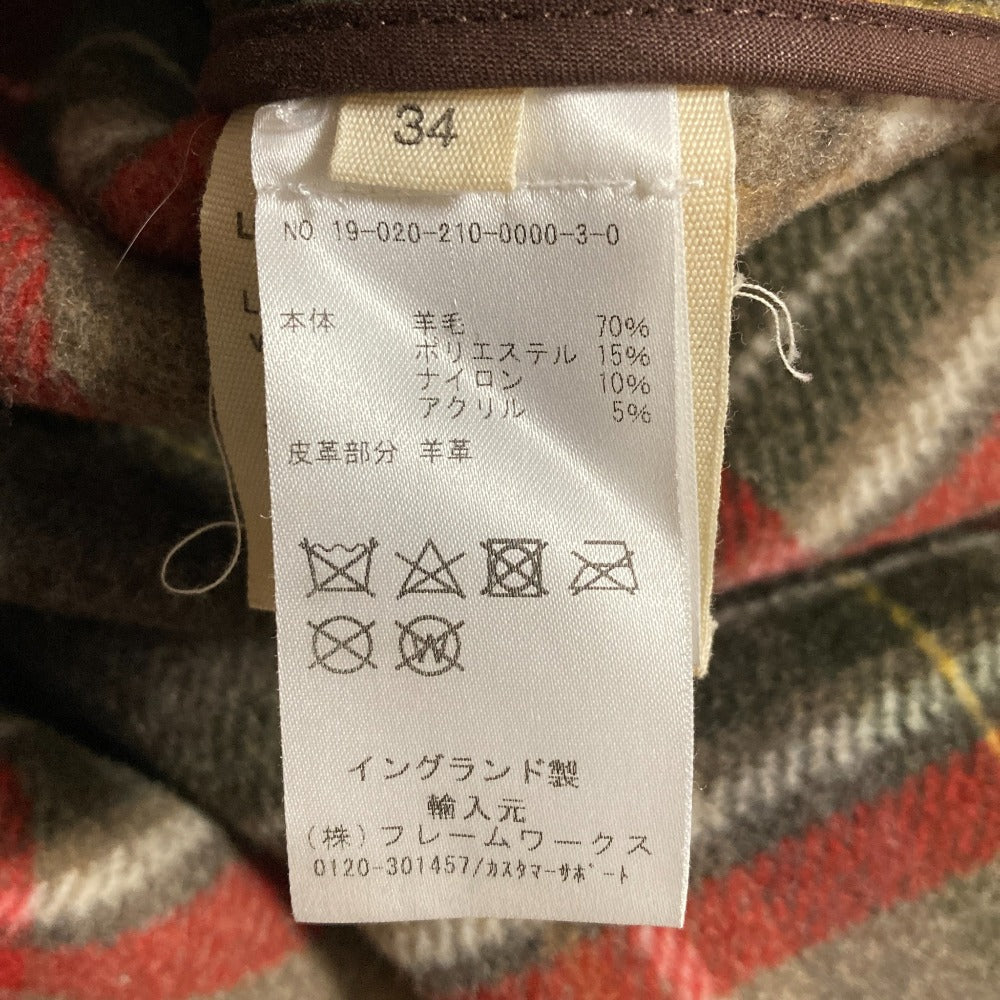 34
NO 19-020-210-0000-3-0
本体 羊毛 70%
ポリエステル 15%
ナイロン 10%
アクリル 5%
皮革部分 羊革
W
イングランド製
輸入元
(株)フレームワークス
0120-301457/カスタマーサポート